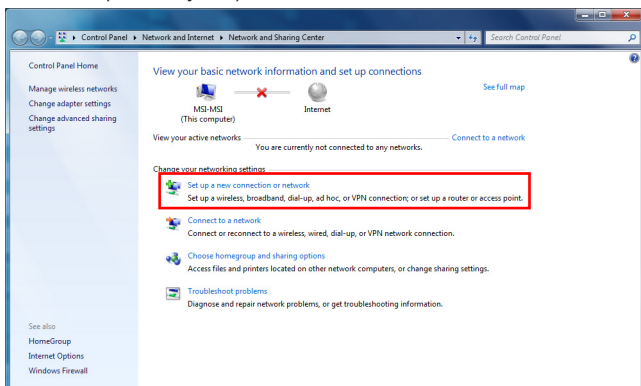 Control Panel ▸ Network and Internet ▸ Network and Sharing Center
Search Control Panel
Control Panel Home
Manage wireless networks
Change adapter settings
Change advanced sharing
settings
View your basic network information and set up connections
See full map
MSI-MSI
(This computer)
Internet
View your active networks
Connect to a network
You are currently not connected to any networks.
Change your networking settings
Set up a new connection or network
Set up a wireless, broadband, dial-up, ad hoc, or VPN connection; or set up a router or access point.
Connect to a network
Connect or reconnect to a wireless, wired, dial-up, or VPN network connection.
Choose homegroup and sharing options
Access files and printers located on other network computers, or change sharing settings.
Troubleshoot problems
Diagnose and repair network problems, or get troubleshooting information.
See also
HomeGroup
Internet Options
Windows Firewall